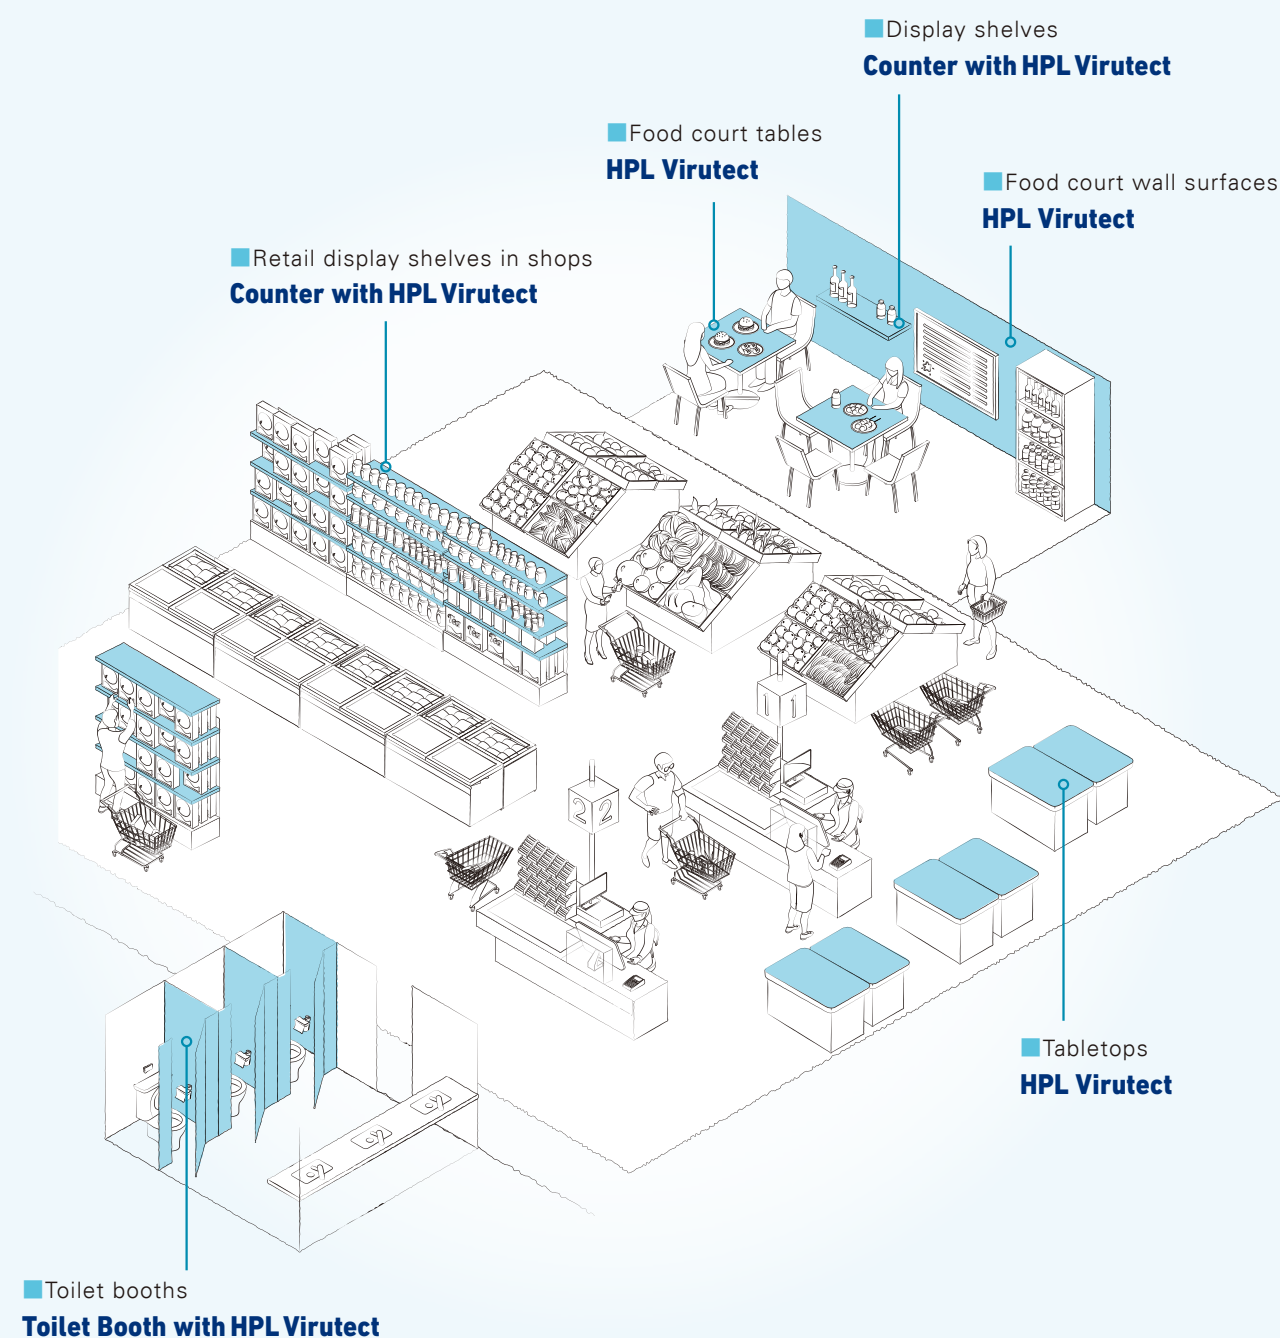 Display shelves
Counter with HPL Virutect
Food court tables
HPL Virutect
Food court wall surfaces
HPL Virutect
Retail display shelves in shops
Counter with HPL Virutect
1 1
2 2
Tabletops
HPL Virutect
Toilet booths
Toilet Booth with HPL Virutect